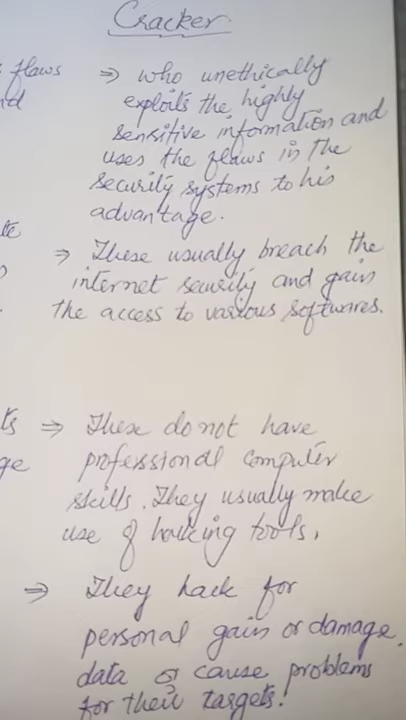 Cracker
flaws ⇒ who unethically
exploits the highly
sensitive information and
uses the flaws in the
security systems to his
advantage.
⇒ These usually breach the
internet security and gain
the access to various softwares.
⇒ These do not have
professional computer
skills. They usually make
use of hacking tools.
⇒ They hack for
personal gain or damage
data or cause problems
for their targets.